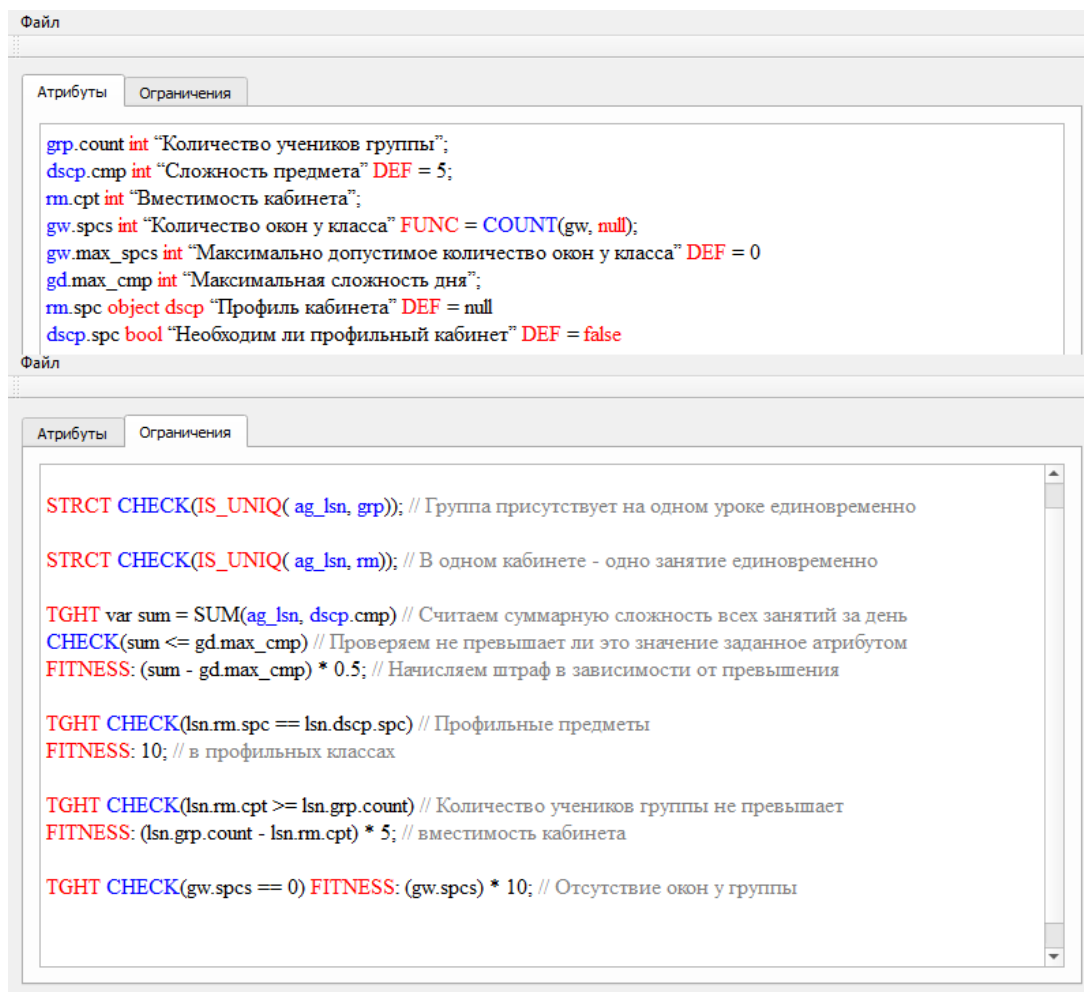 Файл
Атрибуты Ограничения
grp.count int “Количество учеников группы”;
dscp.cmp int “Сложность предмета” DEF = 5;
rm.cpt int “Вместимость кабинета”;
gw.spcs int “Количество окон у класса” FUNC = COUNT(gw, null);
gw.max_spcs int “Максимально допустимое количество окон у класса” DEF = 0
gd.max_cmp int “Максимальная сложность дня”;
rm.spc object dscp “Профиль кабинета” DEF = null
dscp.spc bool “Необходим ли профильный кабинет” DEF = false
Файл
Атрибуты Ограничения
STRCT CHECK(IS_UNIQ( ag_lsn, grp)); // Группа присутствует на одном уроке единовременно
STRCT CHECK(IS_UNIQ( ag_lsn, rm)); // В одном кабинете - одно занятие единовременно
TGHT var sum = SUM(ag_lsn, dscp.cmp) // Считаем суммарную сложность всех занятий за день
CHECK(sum <= gd.max_cmp) // Проверяем не превышает ли это значение заданное атрибутом
FITNESS: (sum - gd.max_cmp) * 0.5; // Начисляем штраф в зависимости от превышения
TGHT CHECK(lsn.rm.spc == lsn.dscp.spc) // Профильные предметы
FITNESS: 10; // в профильных классах
TGHT CHECK(lsn.rm.cpt >= lsn.grp.count) // Количество учеников группы не превышает
FITNESS: (lsn.grp.count - lsn.rm.cpt) * 5; // вместимость кабинета
TGHT CHECK(gw.spcs == 0) FITNESS: (gw.spcs) * 10; // Отсутствие окон у группы